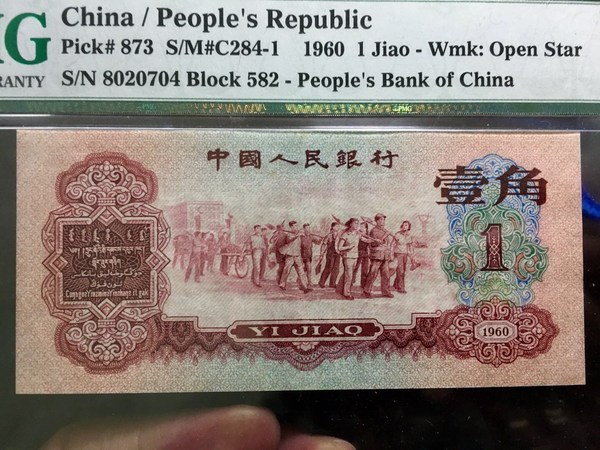 China / People's Republic
Pick# 873 S/M#C284-1 1960 1 Jiao - Wmk: Open Star
S/N 8020704 Block 582 - People's Bank of China
PMG
中國人民銀行
壹角
1
YI JIAO
1960